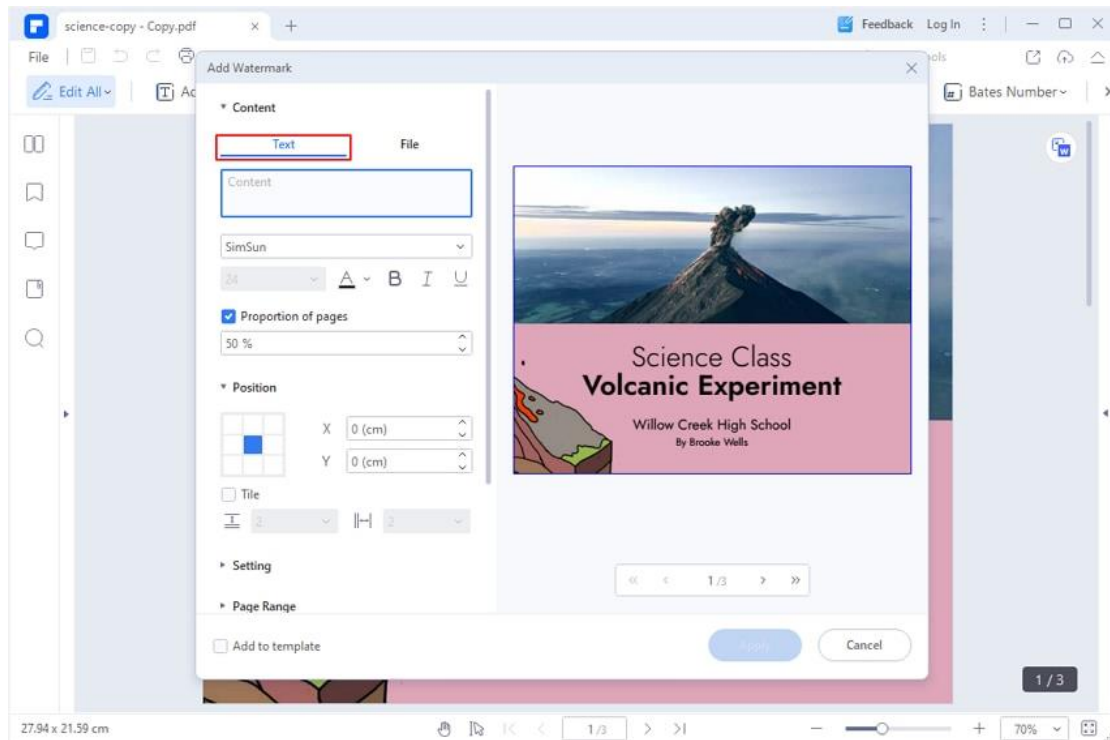 science-copy - Copy.pdf
Feedback Log In
File
ols
Edit All
Ac
Bates Number
Add Watermark
Content
Text File
Content
SimSun
24
Proportion of pages
50 %
Position
X 0 (cm)
Y 0 (cm)
Tile
2 2
Setting
Page Range
Add to template
Science Class
Volcanic Experiment
Willow Creek High School
By Brooke Wells
1 /3
Apply Cancel
1 / 3
27.94 x 21.59 cm
1 /3
70%